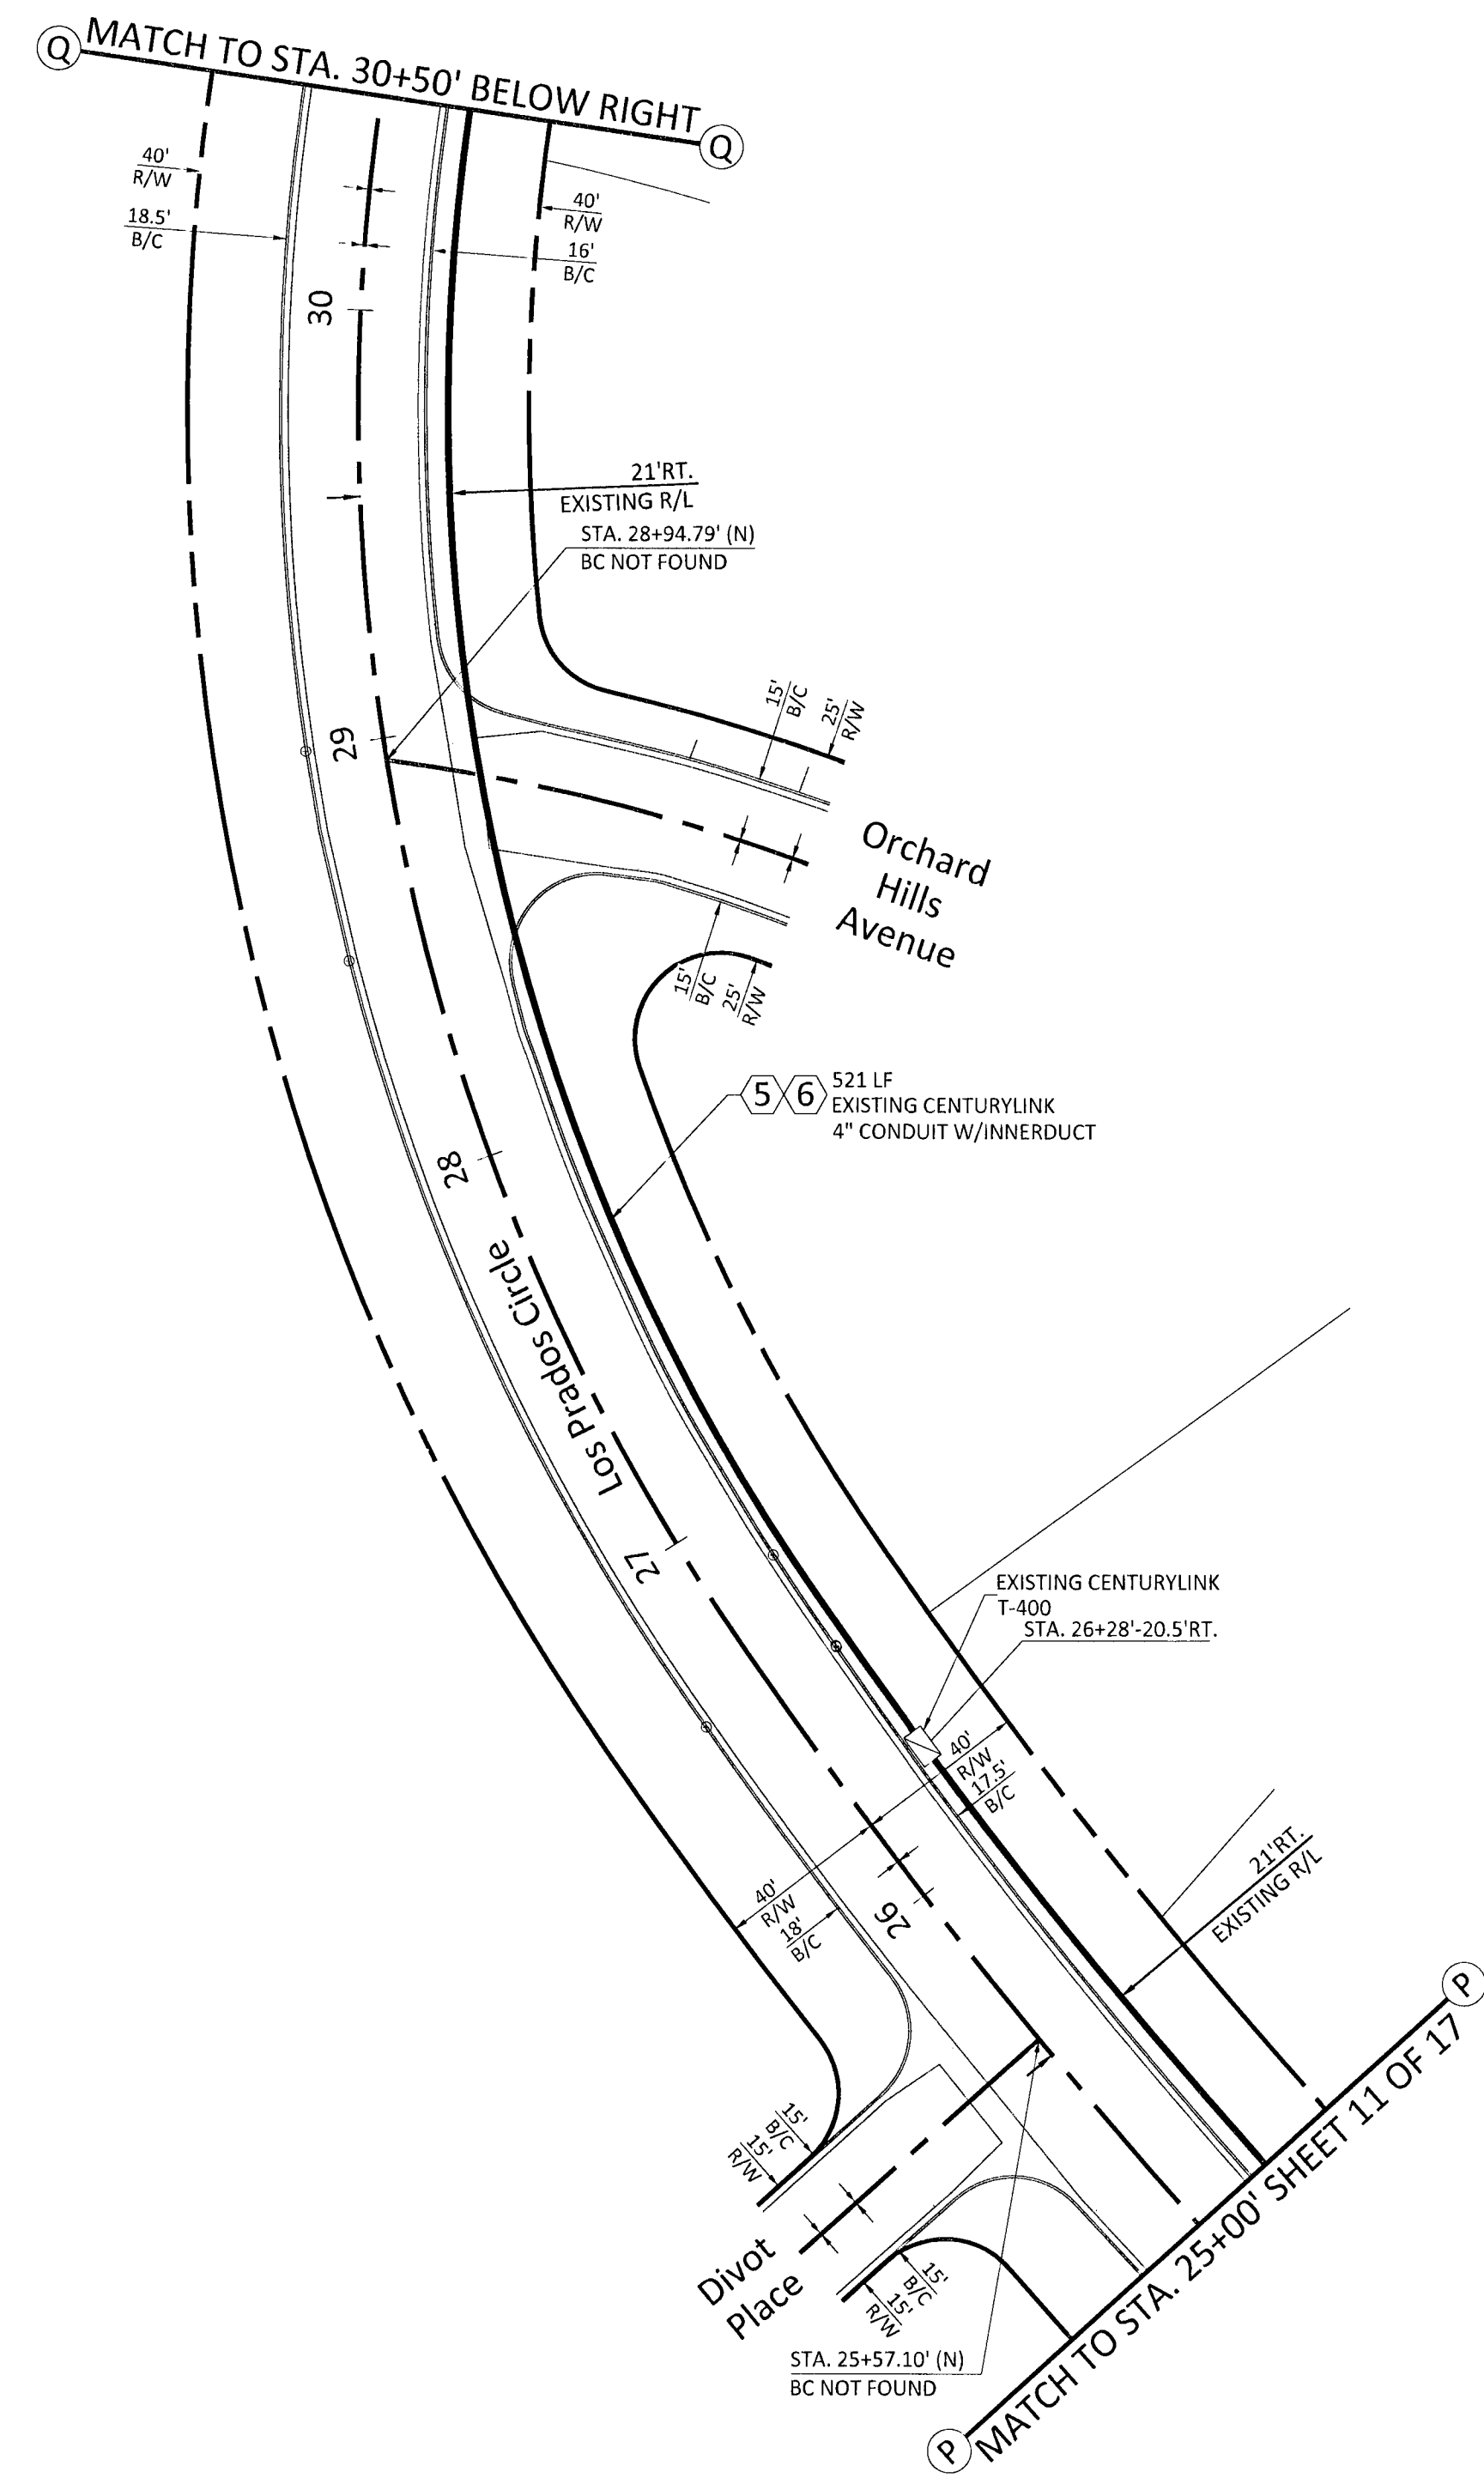 Q MATCH TO STA. 30+50' BELOW RIGHT Q
40'
R/W
18.5'
B/C
40'
R/W
16'
B/C
30
21'RT.
EXISTING R/L
STA. 28+94.79' (N)
BC NOT FOUND
15'
B/C
25'
R/W
29
Orchard
Hills
Avenue
15'
B/C
25'
R/W
5 6 521 LF
EXISTING CENTURYLINK
4" CONDUIT W/INNERDUCT
28
Los Prados Circle
27
EXISTING CENTURYLINK
T-400
STA. 26+28'-20.5'RT.
40'
R/W
17.5'
B/C
40'
R/W
18'
B/C
26
21'RT.
EXISTING R/L
15'
B/C
15'
R/W
Divot
Place
15'
B/C
15'
R/W
STA. 25+57.10' (N)
BC NOT FOUND
P MATCH TO STA. 25+00' SHEET 11 OF 17 P